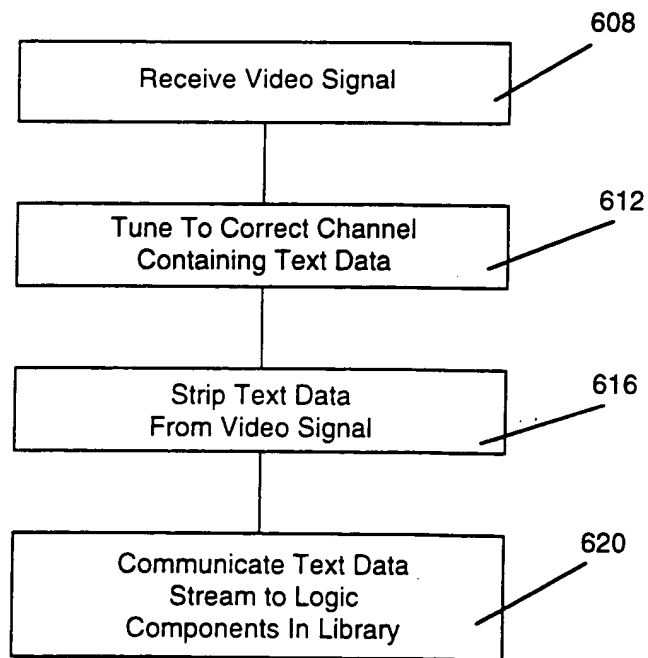 608
Receive Video Signal
612
Tune To Correct Channel
Containing Text Data
616
Strip Text Data
From Video Signal
620
Communicate Text Data
Stream to Logic
Components In Library